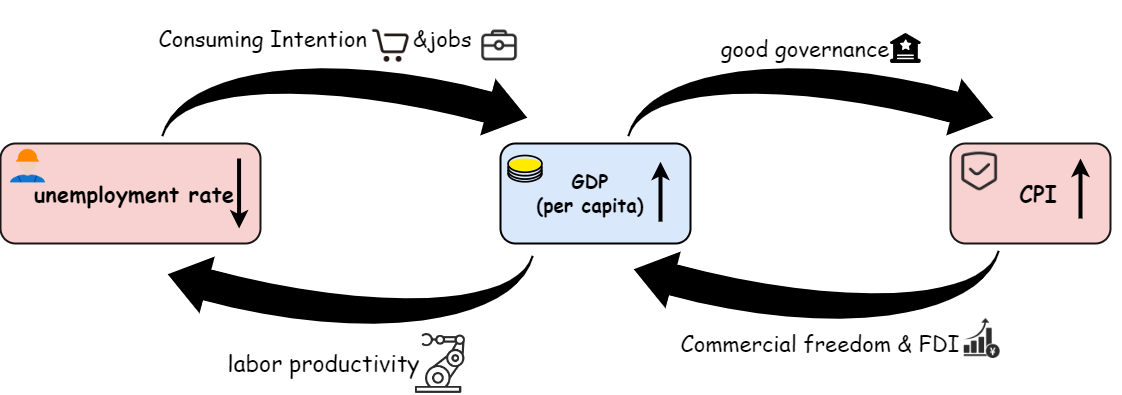 Consuming Intention &jobs
good governance
unemployment rate
GDP
(per capita)
CPI
labor productivity
Commercial freedom & FDI
¥